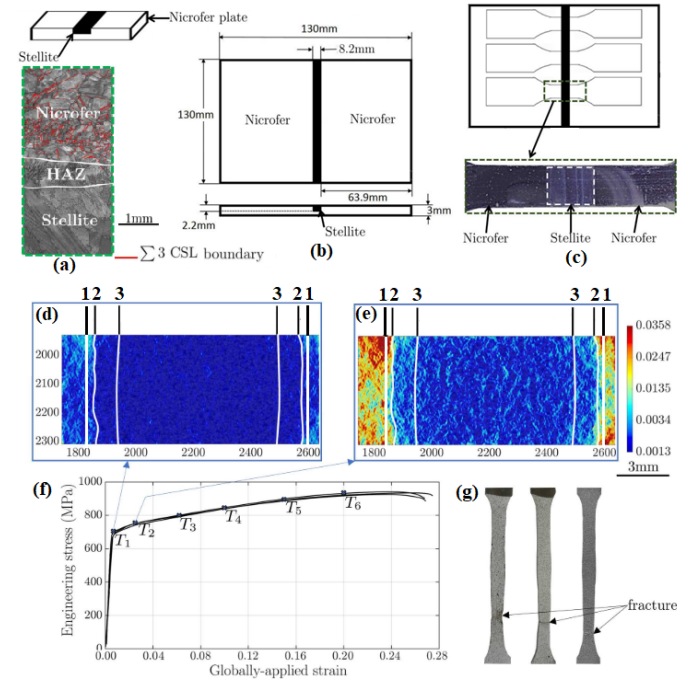 Nicrofer plate
Stellite
Nicrofer
HAZ
Stellite
1mm
∑ 3 CSL boundary
(a)
130mm
8.2mm
130mm
Nicrofer
Nicrofer
63.9mm
2.2mm
3mm
Stellite
(b)
Nicrofer
Stellite
Nicrofer
(c)
1 2 3 3 2 1
(d)
2000
2100
2200
2300
1800 2000 2200 2400 2600
1 2 3 3 2 1
(e)
1800 2000 2200 2400 2600
0.0358
0.0247
0.0135
0.0034
0.0013
3mm
(f)
Engineering stress (MPa)
1000
800
600
400
200
0
T1
T2
T3
T4
T5
T6
0.00 0.04 0.08 0.12 0.16 0.20 0.24 0.28
Globally-applied strain
(g)
fracture